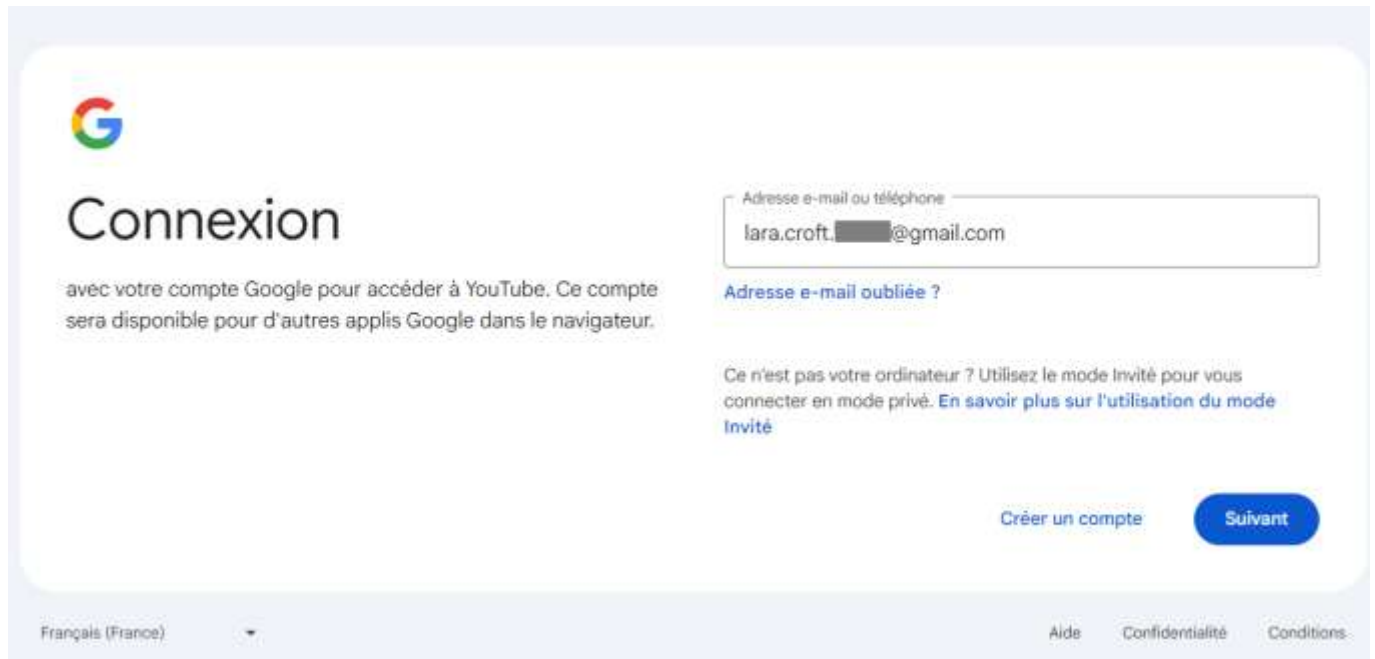 Connexion
avec votre compte Google pour accéder à YouTube. Ce compte
sera disponible pour d'autres applis Google dans le navigateur.
Adresse e-mail ou téléphone
lara.croft. @gmail.com
Adresse e-mail oubliée ?
Ce n'est pas votre ordinateur ? Utilisez le mode Invité pour vous
connecter en mode privé. En savoir plus sur l'utilisation du mode
Invité
Créer un compte
Suivant
Français (France)
Aide
Confidentialité
Conditions